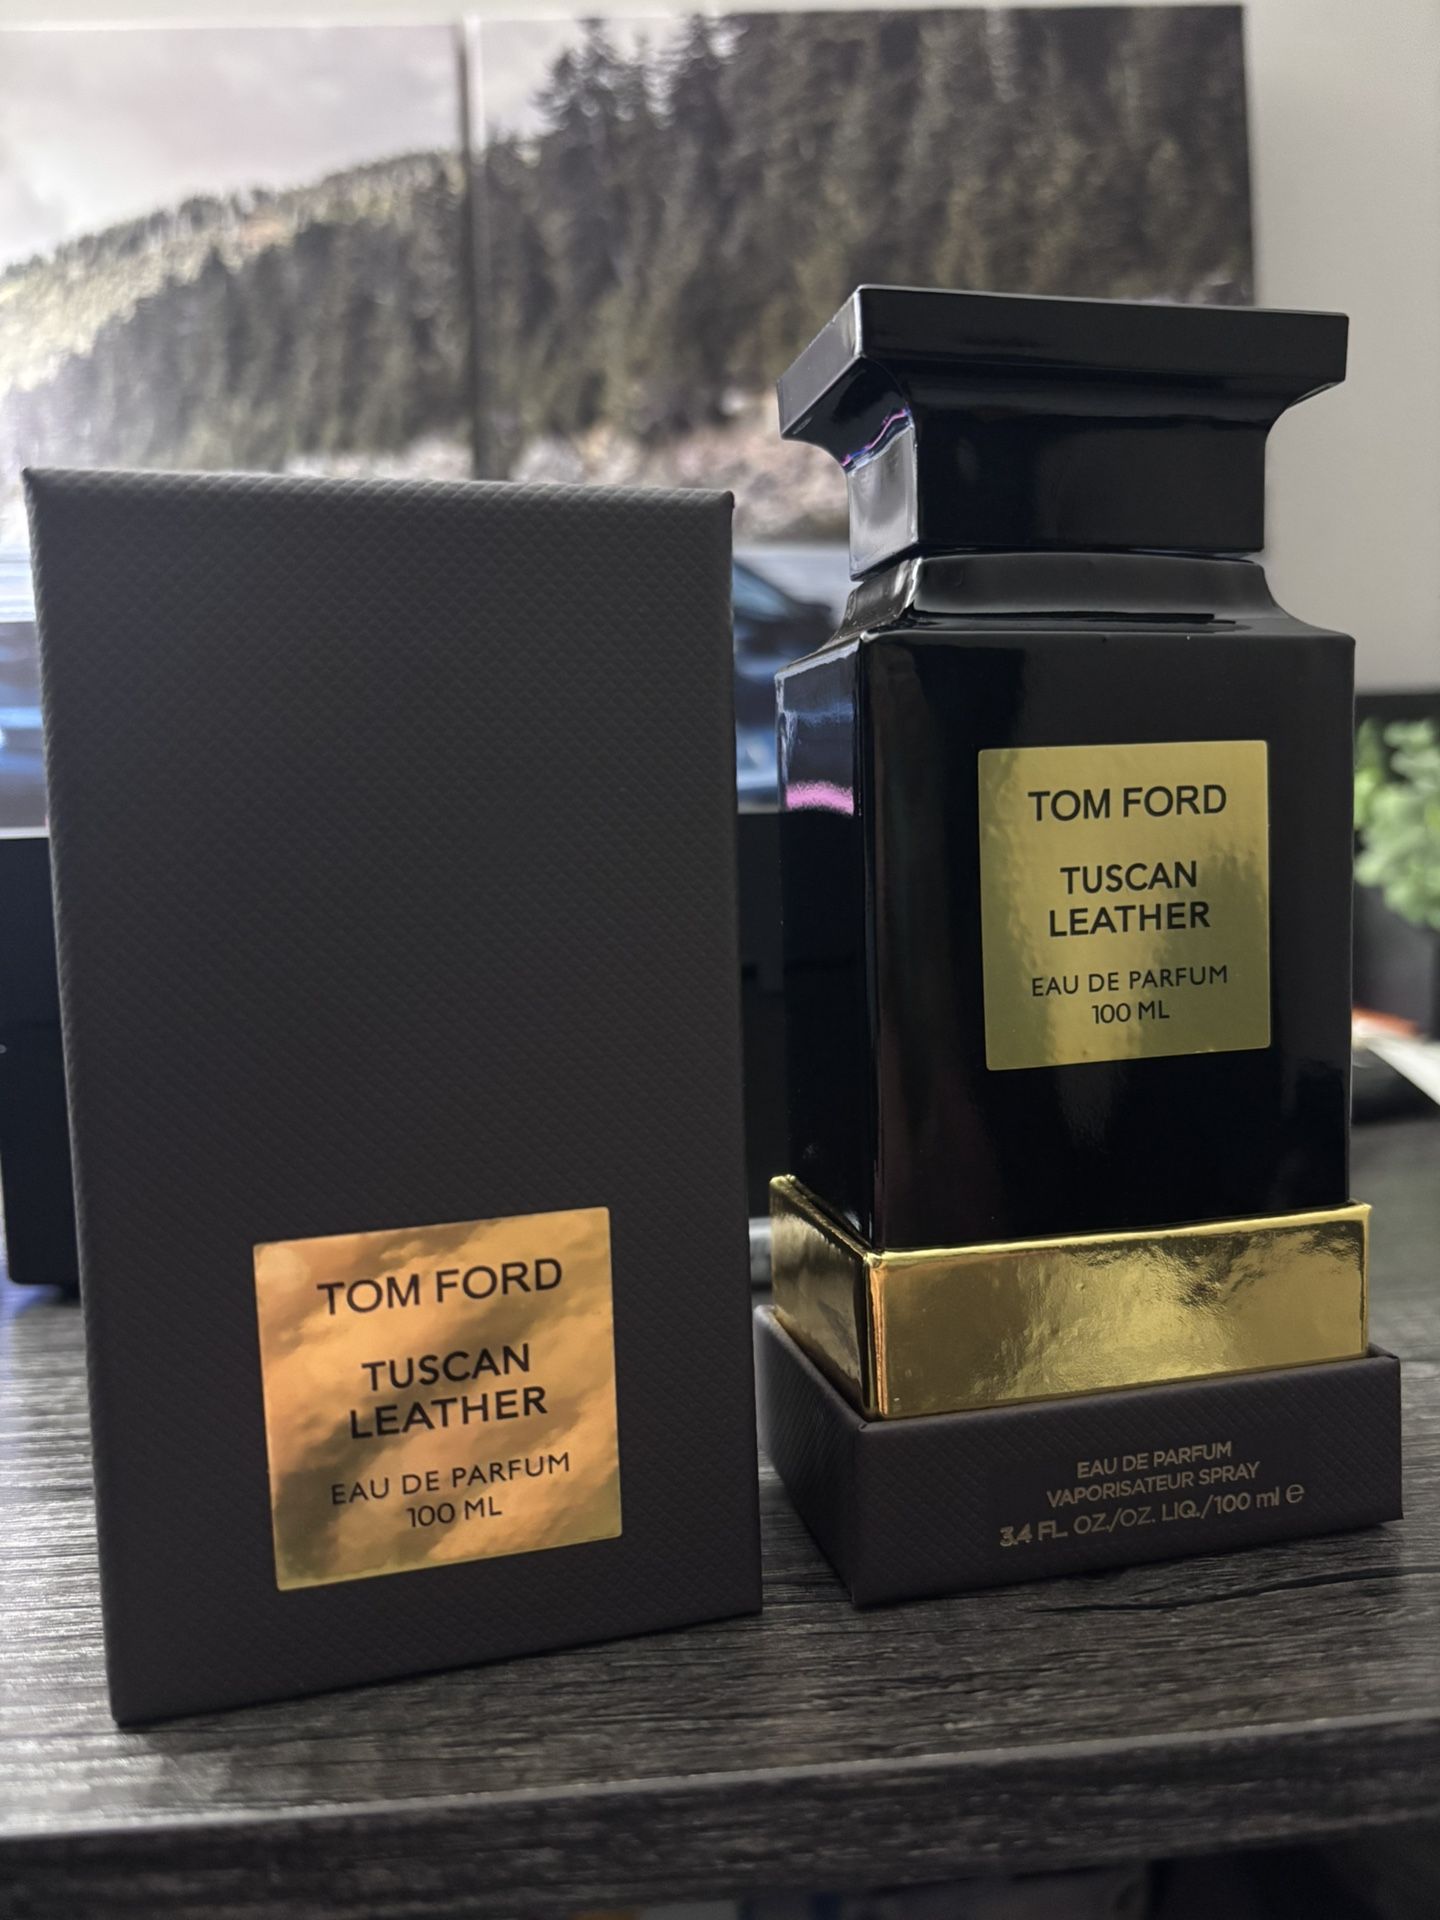 TOM FORD
TUSCAN
LEATHER
EAU DE PARFUM
100 ML
TOM FORD
TUSCAN
LEATHER
EAU DE PARFUM
100 ML
EAU DE PARFUM
VAPORISATEUR SPRAY
3.4 FL. OZ./OZ. LIQ./100 ml ℮